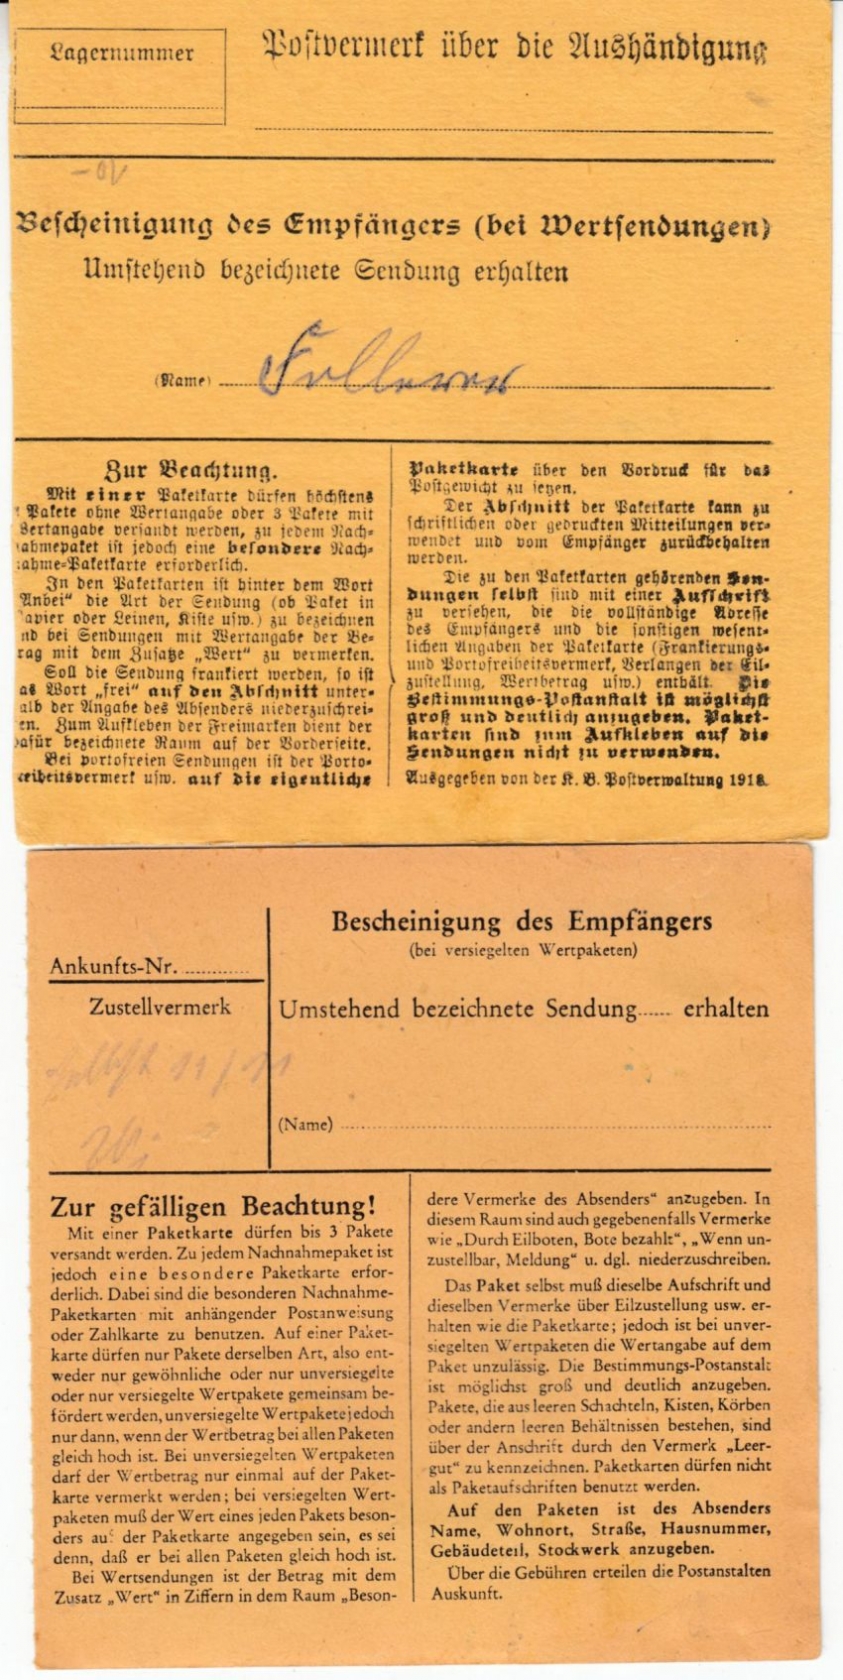 Lagernummer
Postvermerk über die Aushändigung
Bescheinigung des Empfängers (bei Wertsendungen)
Umstehend bezeichnete Sendung erhalten
(Name)
Zur Beachtung.
Mit einer Paketkarte dürfen höchstens
Pakete ohne Wertangabe oder 3 Pakete mit
Wertangabe versandt werden, zu jedem Nach-
ahmepaket ist jedoch eine besondere Nach-
ahme-Paketkarte erforderlich.
In den Paketkarten ist hinter dem Wort
„Anbei“ die Art der Sendung (ob Paket in
apier oder Leinen, Kiste usw.) zu bezeichnen
nd bei Sendungen mit Wertangabe der Be-
rag mit dem Zusatze „Wert“ zu vermerken.
Soll die Sendung frankiert werden, so ist
as Wort „frei“ auf den Abschnitt unter-
alb der Angabe des Absenders niederzuschrei-
en. Zum Aufkleben der Freimarken dient der
afür bezeichnete Raum auf der Vorderseite.
Bei portofreien Sendungen ist der Porto-
reiheitsvermerk usw. auf die eigentliche
Paketkarte über den Vordruck für das
Postgewicht zu setzen.
Der Abschnitt der Paketkarte kann zu
schriftlichen oder gedruckten Mitteilungen ver-
wendet und vom Empfänger zurückbehalten
werden.
Die zu den Paketkarten gehörenden Sen-
dungen selbst sind mit einer Aufschrift
zu versehen, die die vollständige Adresse
des Empfängers und die sonstigen wesent-
lichen Angaben der Paketkarte (Frankierungs-
und Portofreiheitsvermerk, Verlangen der Eil-
zustellung, Wertbetrag usw.) enthält. Die
Bestimmungs-Postanstalt ist möglichst
groß und deutlich anzugeben. Paket-
karten sind zum Aufkleben auf die
Sendungen nicht zu verwenden.
Ausgegeben von der K. B. Postverwaltung 1918.
Ankunfts-Nr.
Zustellvermerk
Bescheinigung des Empfängers
(bei versiegelten Wertpaketen)
Umstehend bezeichnete Sendung...... erhalten
(Name)
Zur gefälligen Beachtung!
Mit einer Paketkarte dürfen bis 3 Pakete
versandt werden. Zu jedem Nachnahmepaket ist
jedoch eine besondere Paketkarte erfor-
derlich. Dabei sind die besonderen Nachnahme-
Paketkarten mit anhängender Postanweisung
oder Zahlkarte zu benutzen. Auf einer Paket-
karte dürfen nur Pakete derselben Art, also ent-
weder nur gewöhnliche oder nur unversiegelte
oder nur versiegelte Wertpakete gemeinsam be-
fördert werden, unversiegelte Wertpakete jedoch
nur dann, wenn der Wertbetrag bei allen Paketen
gleich hoch ist. Bei unversiegelten Wertpaketen
darf der Wertbetrag nur einmal auf der Paket-
karte vermerkt werden; bei versiegelten Wert-
paketen muß der Wert eines jeden Pakets beson-
ders auf der Paketkarte angegeben sein, es sei
denn, daß er bei allen Paketen gleich hoch ist.
Bei Wertsendungen ist der Betrag mit dem
Zusatz „Wert“ in Ziffern in dem Raum „Beson-
dere Vermerke des Absenders“ anzugeben. In
diesem Raum sind auch gegebenenfalls Vermerke
wie „Durch Eilboten, Bote bezahlt“, „Wenn un-
zustellbar, Meldung“ u. dgl. niederzuschreiben.
Das Paket selbst muß dieselbe Aufschrift und
dieselben Vermerke über Eilzustellung usw. er-
halten wie die Paketkarte; jedoch ist bei unver-
siegelten Wertpaketen die Wertangabe auf dem
Paket unzulässig. Die Bestimmungs-Postanstalt
ist möglichst groß und deutlich anzugeben.
Pakete, die aus leeren Schachteln, Kisten, Körben
oder andern leeren Behältnissen bestehen, sind
über der Anschrift durch den Vermerk „Leer-
gut“ zu kennzeichnen. Paketkarten dürfen nicht
als Paketaufschriften benutzt werden.
Auf den Paketen ist des Absenders
Name, Wohnort, Straße, Hausnummer,
Gebäudeteil, Stockwerk anzugeben.
Über die Gebühren erteilen die Postanstalten
Auskunft.